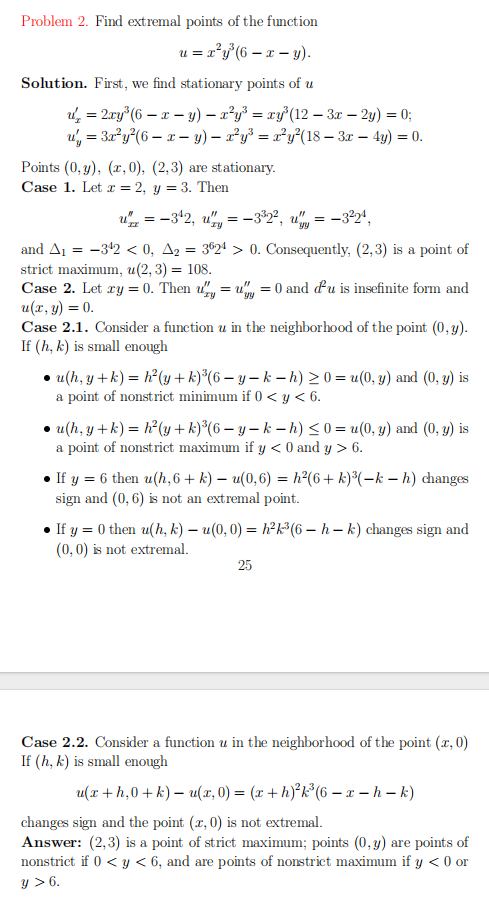 Problem 2. Find extremal points of the function
u = x²y³(6 − x − y).
Solution. First, we find stationary points of u
u′ₓ = 2xy³(6 − x − y) − x²y³ = xy³(12 − 3x − 2y) = 0;
u′_y = 3x²y²(6 − x − y) − x²y³ = x²y²(18 − 3x − 4y) = 0.
Points (0, y), (x, 0), (2, 3) are stationary.
Case 1. Let x = 2, y = 3. Then
u″ₓₓ = −3⁴2, u″ₓy = −3³2², u″_yy = −3²2⁴,
and Δ₁ = −3⁴2 < 0, Δ₂ = 3⁶2⁴ > 0. Consequently, (2, 3) is a point of
strict maximum, u(2, 3) = 108.
Case 2. Let xy = 0. Then u″ₓy = u″_yy = 0 and d²u is insefinite form and
u(x, y) = 0.
Case 2.1. Consider a function u in the neighborhood of the point (0, y).
If (h, k) is small enough
• u(h, y + k) = h²(y + k)³(6 − y − k − h) ≥ 0 = u(0, y) and (0, y) is
a point of nonstrict minimum if 0 < y < 6.
• u(h, y + k) = h²(y + k)³(6 − y − k − h) ≤ 0 = u(0, y) and (0, y) is
a point of nonstrict maximum if y < 0 and y > 6.
• If y = 6 then u(h, 6 + k) − u(0, 6) = h²(6 + k)³(−k − h) changes
sign and (0, 6) is not an extremal point.
• If y = 0 then u(h, k) − u(0, 0) = h²k³(6 − h − k) changes sign and
(0, 0) is not extremal.
25
Case 2.2. Consider a function u in the neighborhood of the point (x, 0)
If (h, k) is small enough
u(x + h, 0 + k) − u(x, 0) = (x + h)²k³(6 − x − h − k)
changes sign and the point (x, 0) is not extremal.
Answer: (2, 3) is a point of strict maximum; points (0, y) are points of
nonstrict if 0 < y < 6, and are points of nonstrict maximum if y < 0 or
y > 6.